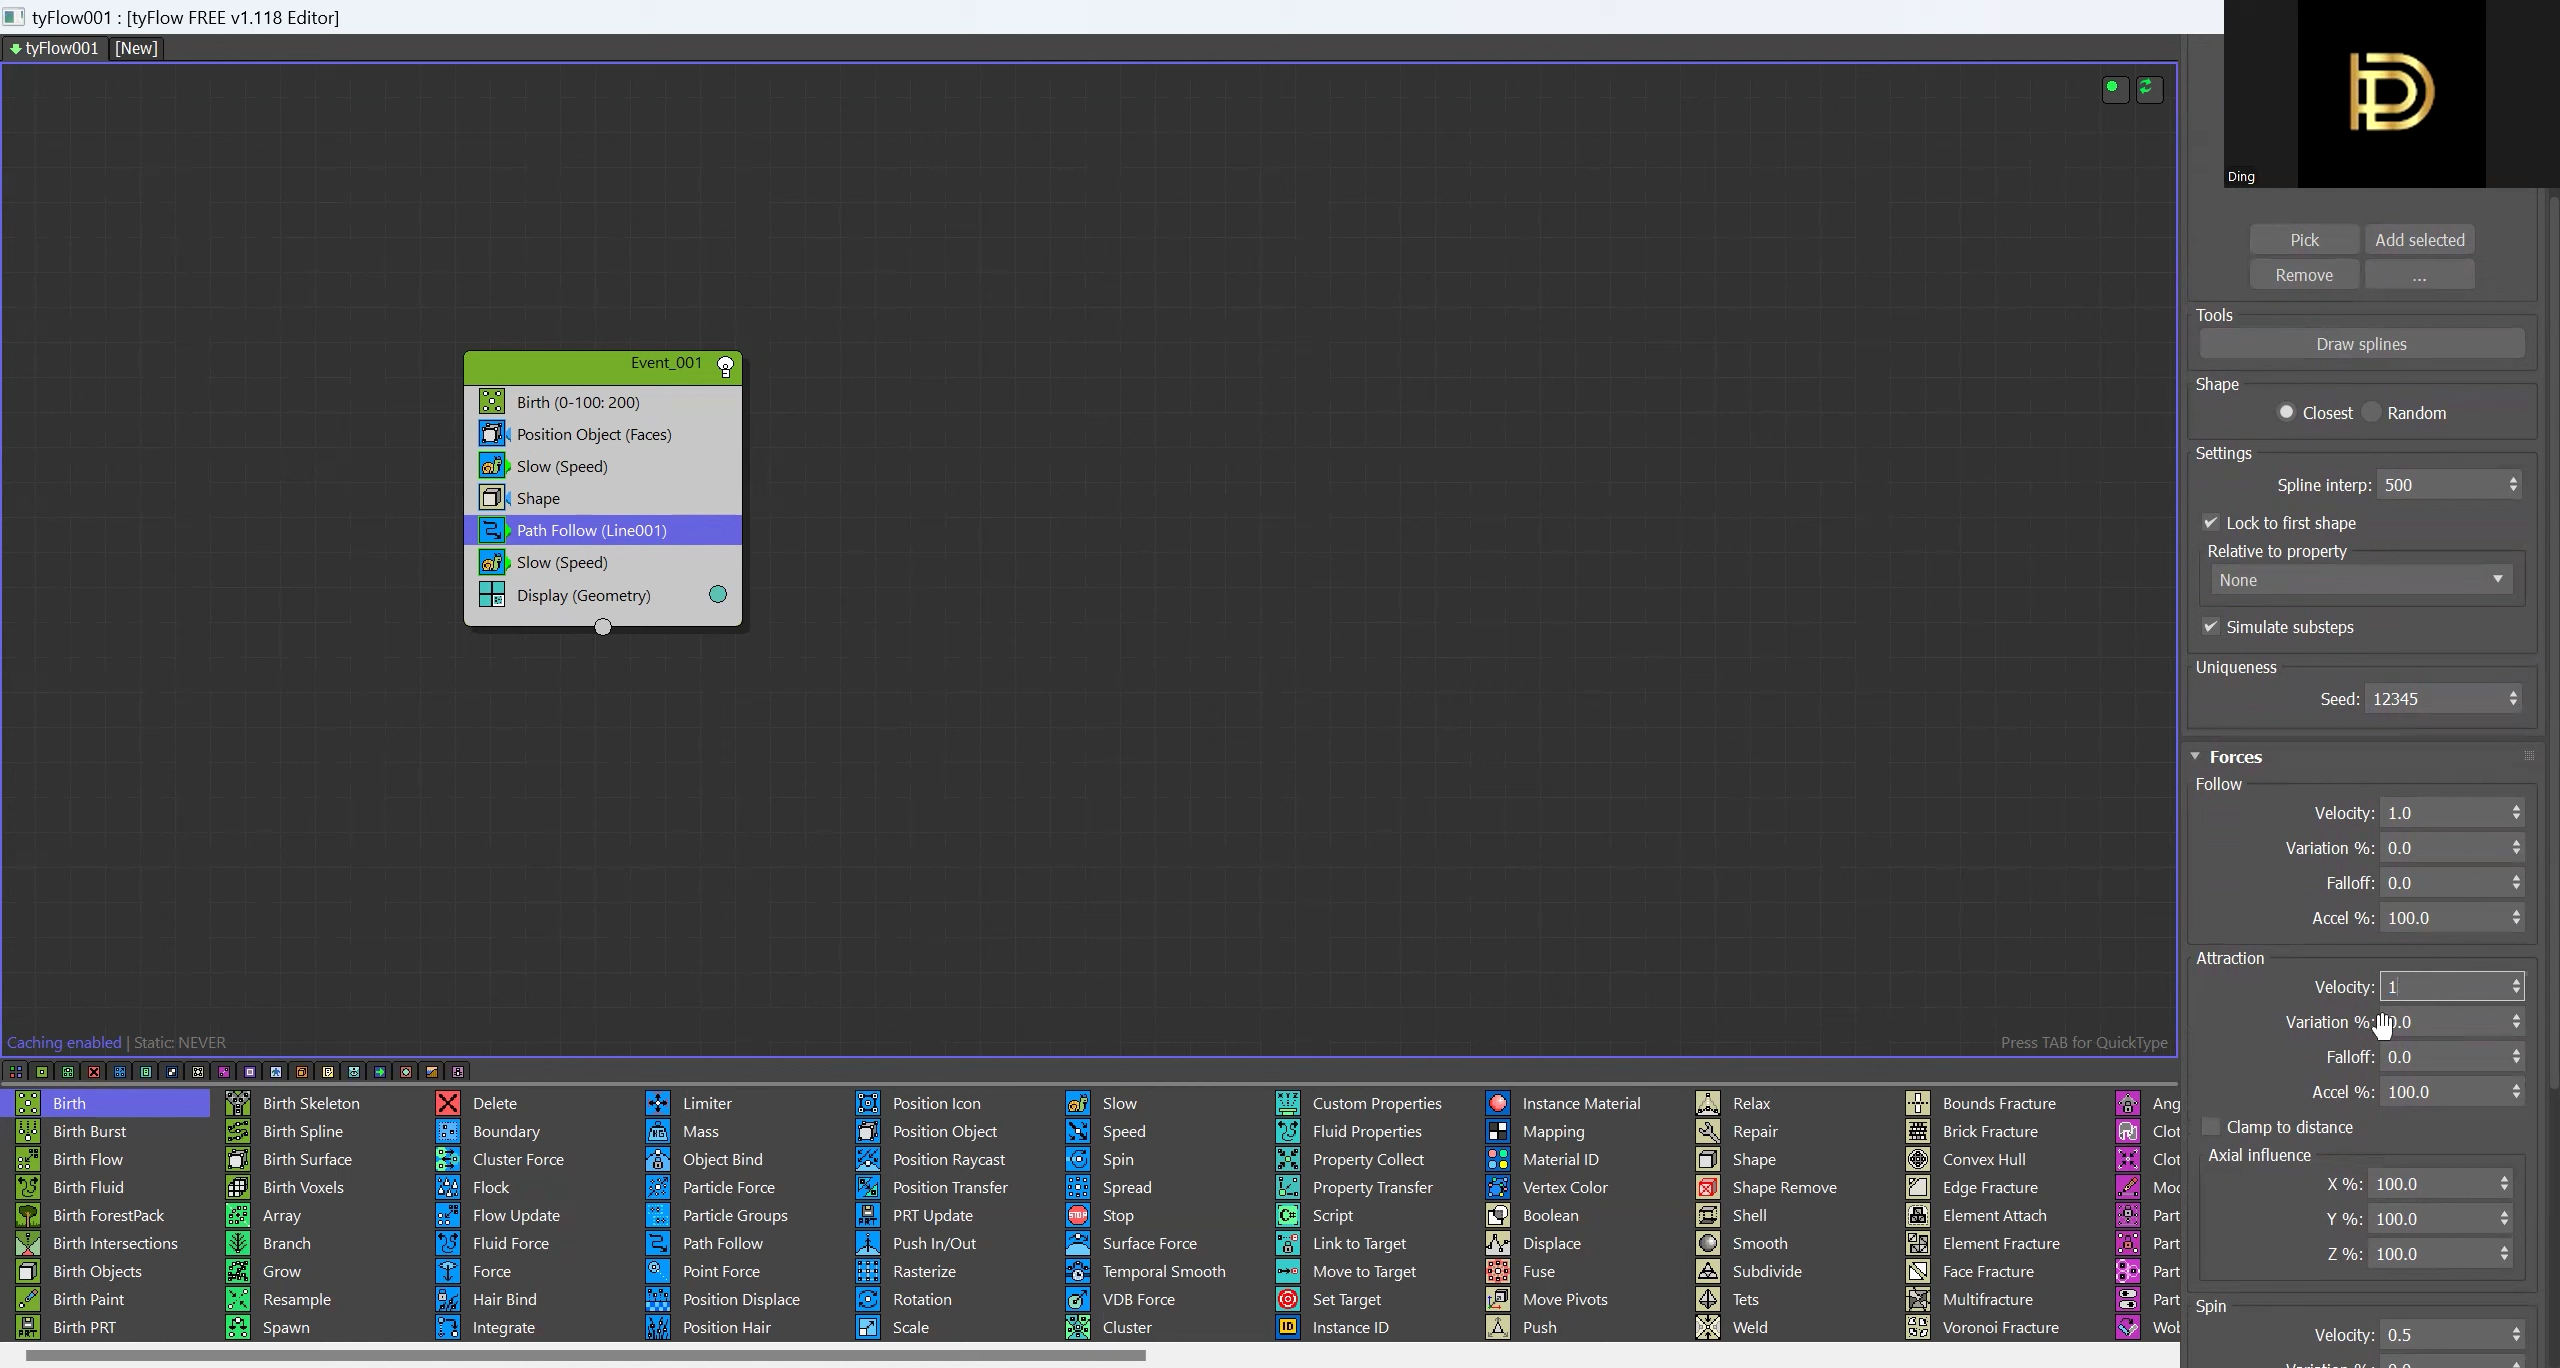 tyFlow001 : [tyFlow FREE v1.118 Editor]
tyFlow001 [New]
Ding
Pick Add selected
Remove ...
Tools
Draw splines
Shape
Closest Random
Settings
Spline interp: 500
Lock to first shape
Relative to property
None
Simulate substeps
Uniqueness
Seed: 12345
Forces
Follow
Velocity: 1.0
Variation %: 0.0
Falloff: 0.0
Accel %: 100.0
Attraction
Velocity: 1
Variation %: 0.0
Falloff: 0.0
Accel %: 100.0
Clamp to distance
Axial influence
X %: 100.0
Y %: 100.0
Z %: 100.0
Spin
Velocity: 0.5
Event_001
Birth (0-100: 200)
Position Object (Faces)
Slow (Speed)
Shape
Path Follow (Line001)
Slow (Speed)
Display (Geometry)
Caching enabled | Static: NEVER
Press TAB for QuickType
Birth Birth Skeleton Delete Limiter Position Icon Slow Custom Properties Instance Material Relax Bounds Fracture Ang
Birth Burst Birth Spline Boundary Mass Position Object Speed Fluid Properties Mapping Repair Brick Fracture Clot
Birth Flow Birth Surface Cluster Force Object Bind Position Raycast Spin Property Collect Material ID Shape Convex Hull Clot
Birth Fluid Birth Voxels Flock Particle Force Position Transfer Spread Property Transfer Vertex Color Shape Remove Edge Fracture Mod
Birth ForestPack Array Flow Update Particle Groups PRT Update Stop Script Boolean Shell Element Attach Part
Birth Intersections Branch Fluid Force Path Follow Push In/Out Surface Force Link to Target Displace Smooth Element Fracture Part
Birth Objects Grow Force Point Force Rasterize Temporal Smooth Move to Target Fuse Subdivide Face Fracture Part
Birth Paint Resample Hair Bind Position Displace Rotation VDB Force Set Target Move Pivots Tets Multifracture Part
Birth PRT Spawn Integrate Position Hair Scale Cluster Instance ID Push Weld Voronoi Fracture Wob